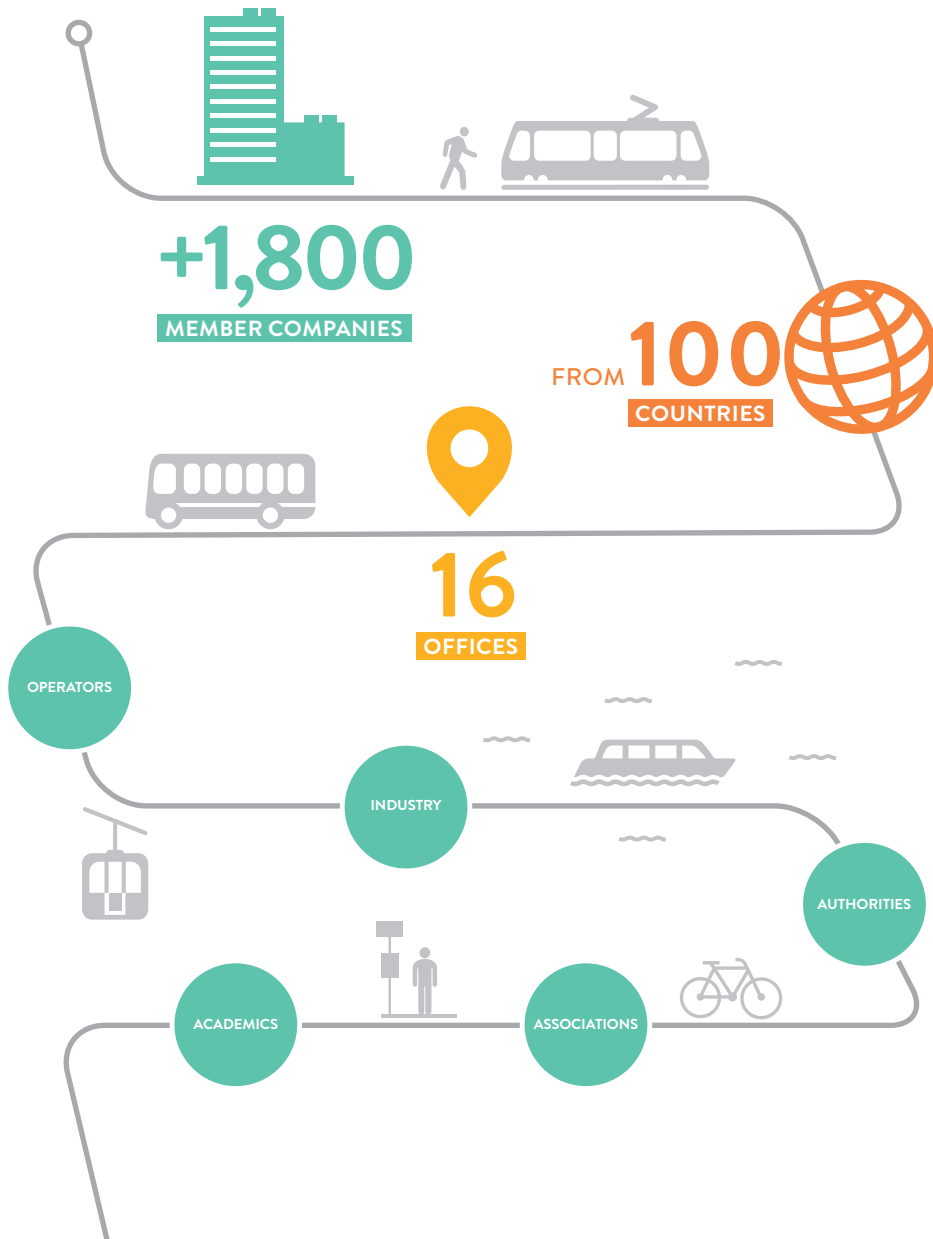 +1,800
MEMBER COMPANIES
FROM 100
COUNTRIES
16
OFFICES
OPERATORS
INDUSTRY
AUTHORITIES
ASSOCIATIONS
ACADEMICS